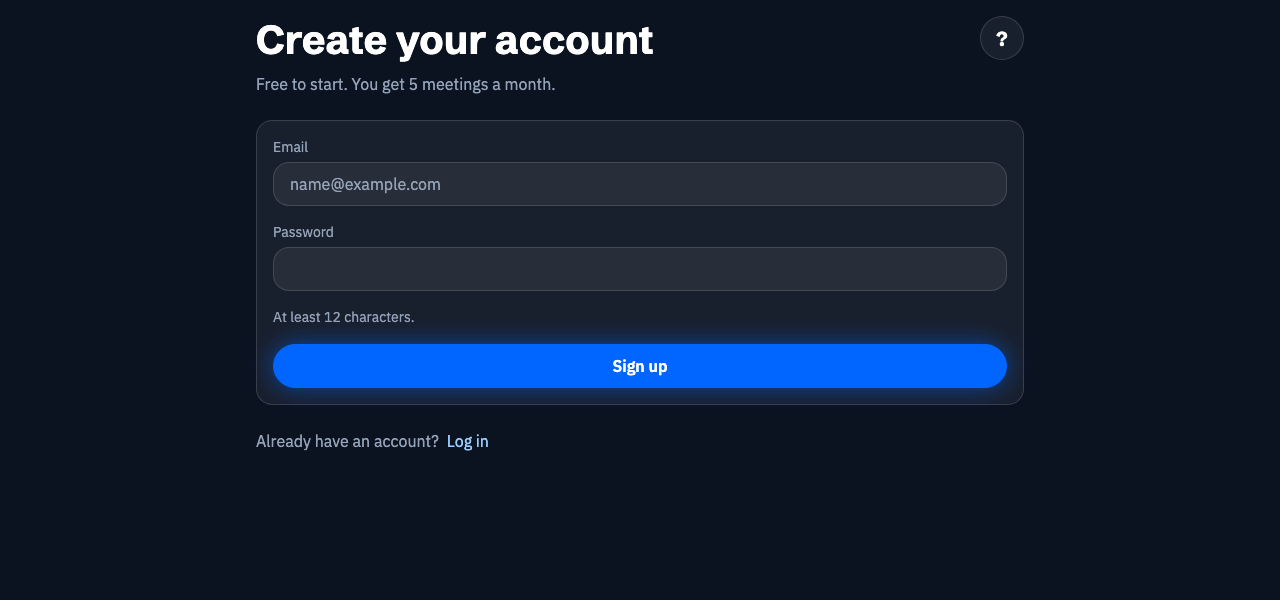 Create your account
?
Free to start. You get 5 meetings a month.
Email
name@example.com
Password
At least 12 characters.
Sign up
Already have an account? Log in